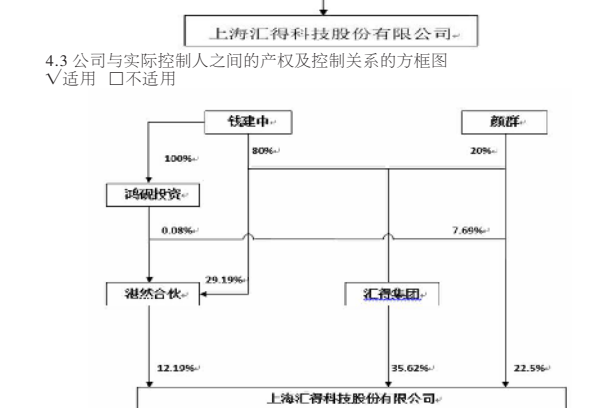 上海汇得科技股份有限公司
4.3 公司与实际控制人之间的产权及控制关系的方框图
√适用 □不适用
钱建中
颜群
80%
20%
100%
鸿砚投资
0.08%
7.69%
29.19%
湛然合伙
汇得集团
12.19%
35.62%
22.5%
上海汇得科技股份有限公司